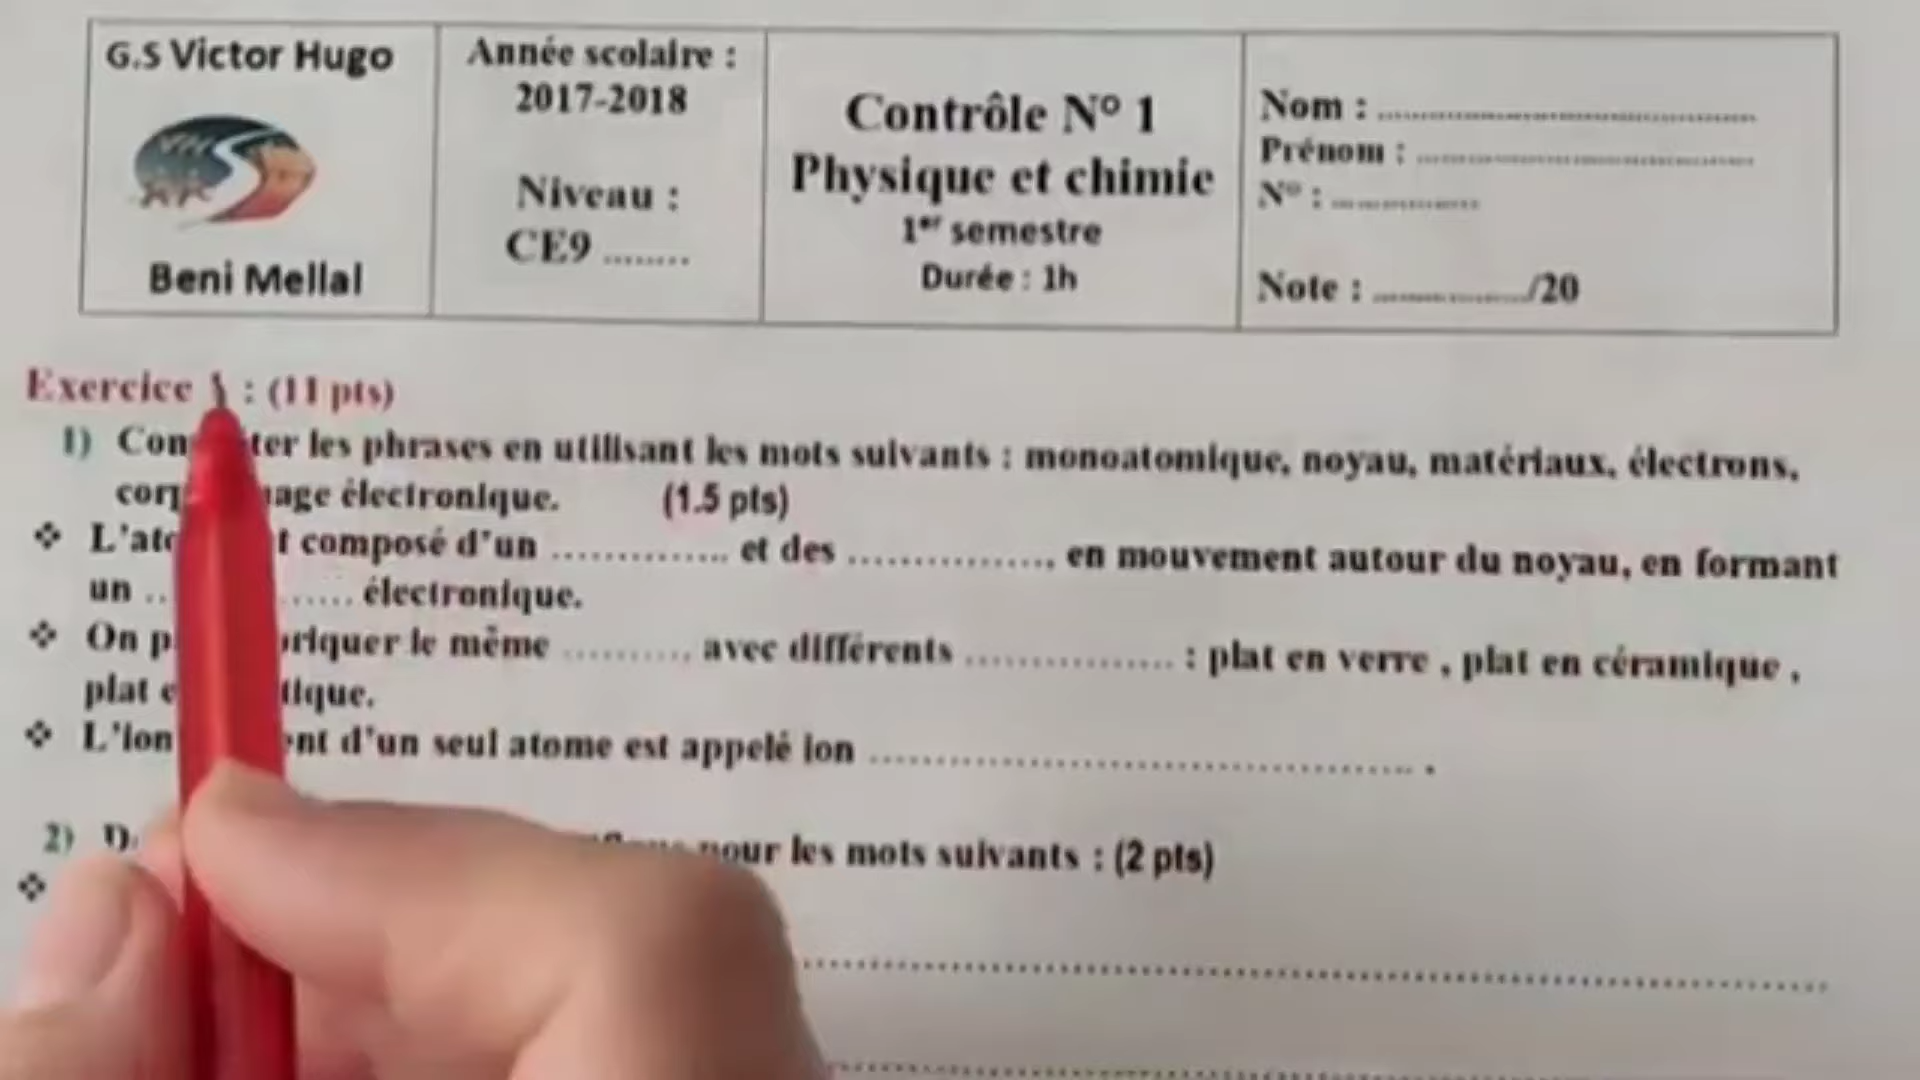 G.S Victor Hugo
Beni Mellal
Année scolaire :
2017-2018
Niveau :
CE9 ........
Contrôle N° 1
Physique et chimie
1er semestre
Durée : 1h
Nom : ......................................
Prénom : ..................................
N° : ...............
Note : ................/20
Exercice 1 : (11 pts)
1) ter les phrases en utilisant les mots suivants : monoatomique, noyau, matériaux, électrons,
électronique. (1.5 pts)
❖ composé d'un .............. et des ................, en mouvement autour du noyau, en formant
un ............ électronique.
❖ On le même ......... avec différents ................ : plat en verre , plat en céramique ,
plat
❖ L'ion d'un seul atome est appelé ion .......................................... .
2) pour les mots suivants : (2 pts)
❖